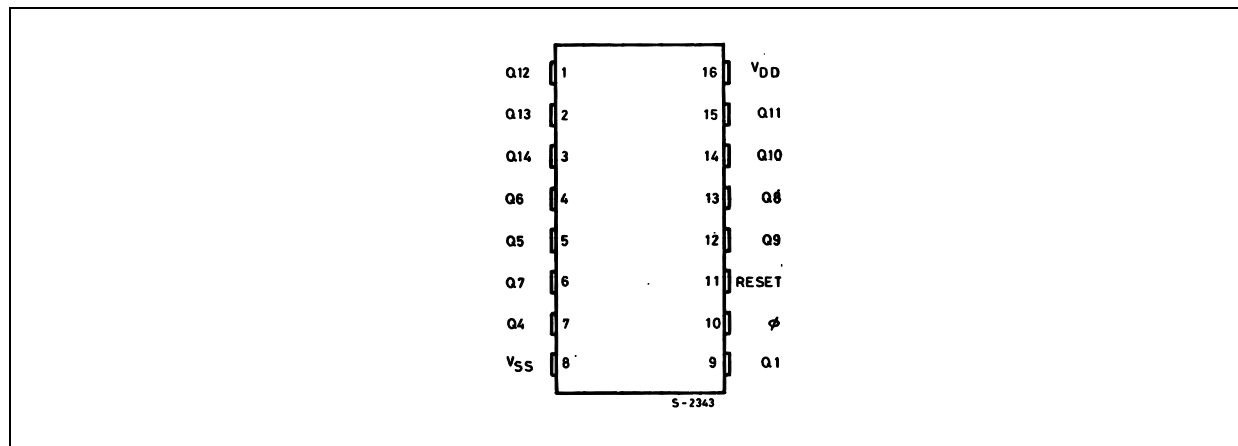 Q12 1 16 VDD
Q13 2 15 Q11
Q14 3 14 Q10
Q6 4 13 Q8
Q5 5 12 Q9
Q7 6 11 RESET
Q4 7 10 ϕ
VSS 8 9 Q1
S-2343